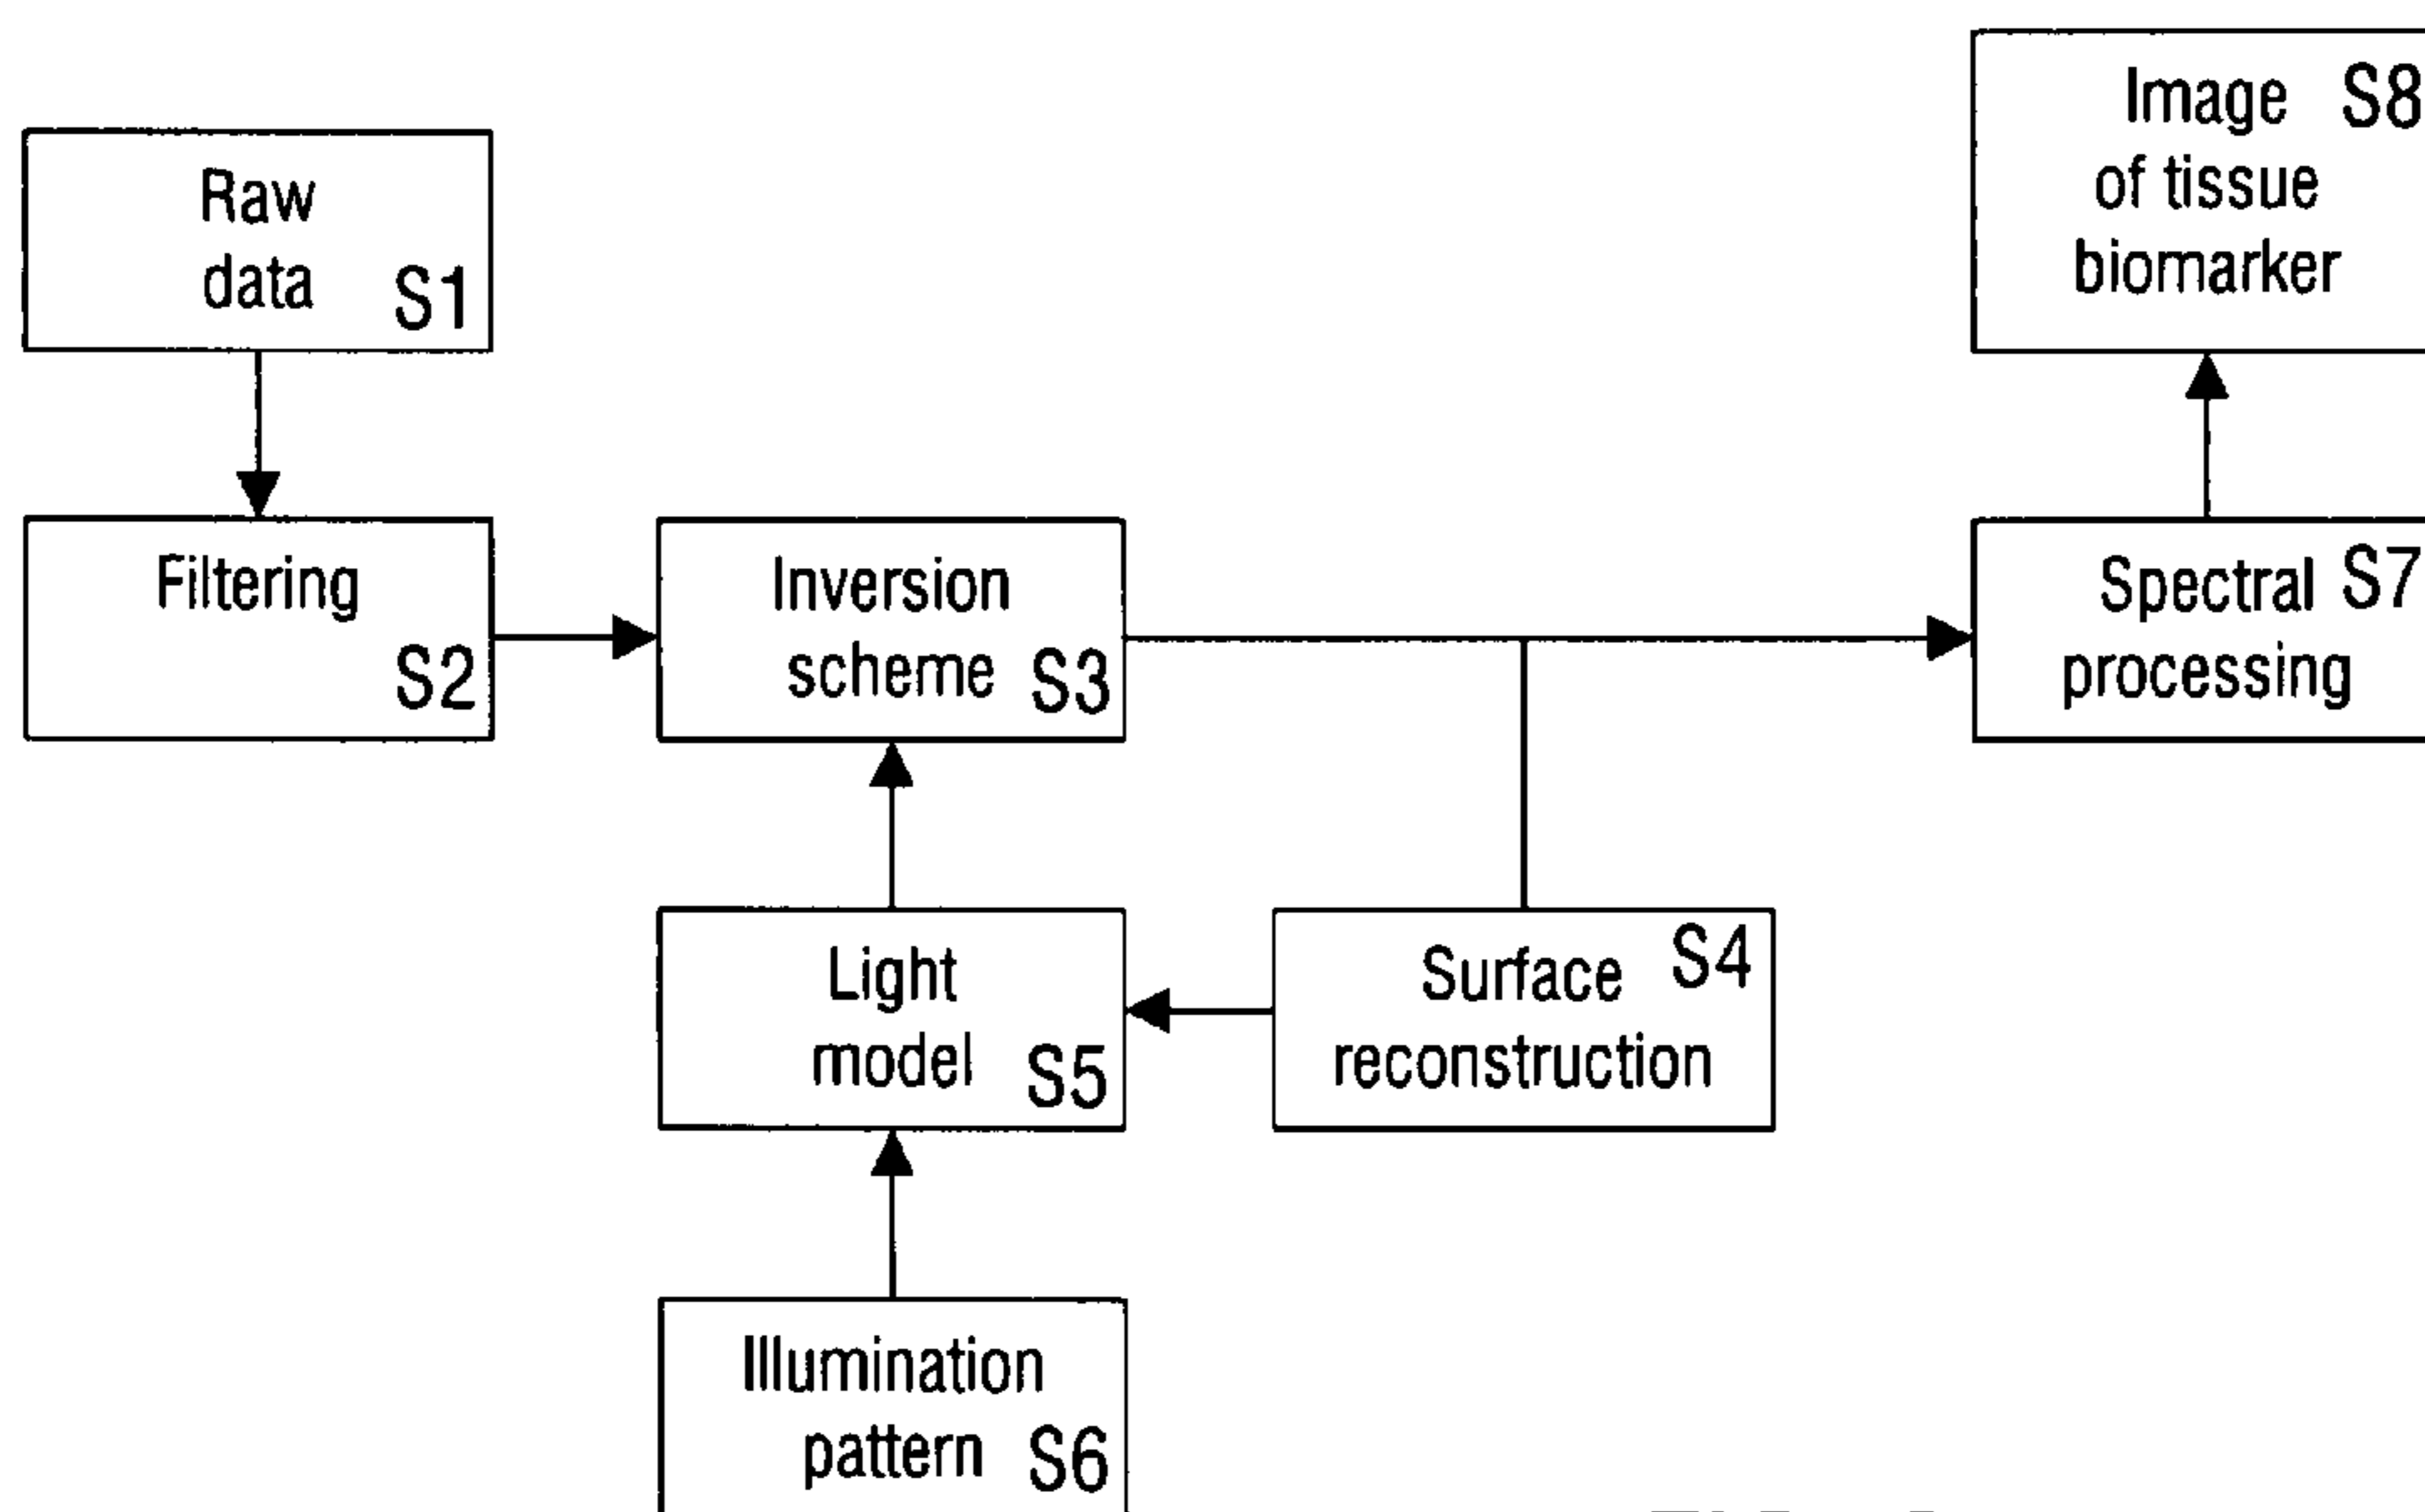 Raw
data S1
Filtering
S2
Inversion
scheme S3
Image S8
of tissue
biomarker
Spectral S7
processing
Light
model S5
Surface S4
reconstruction
Illumination
pattern S6